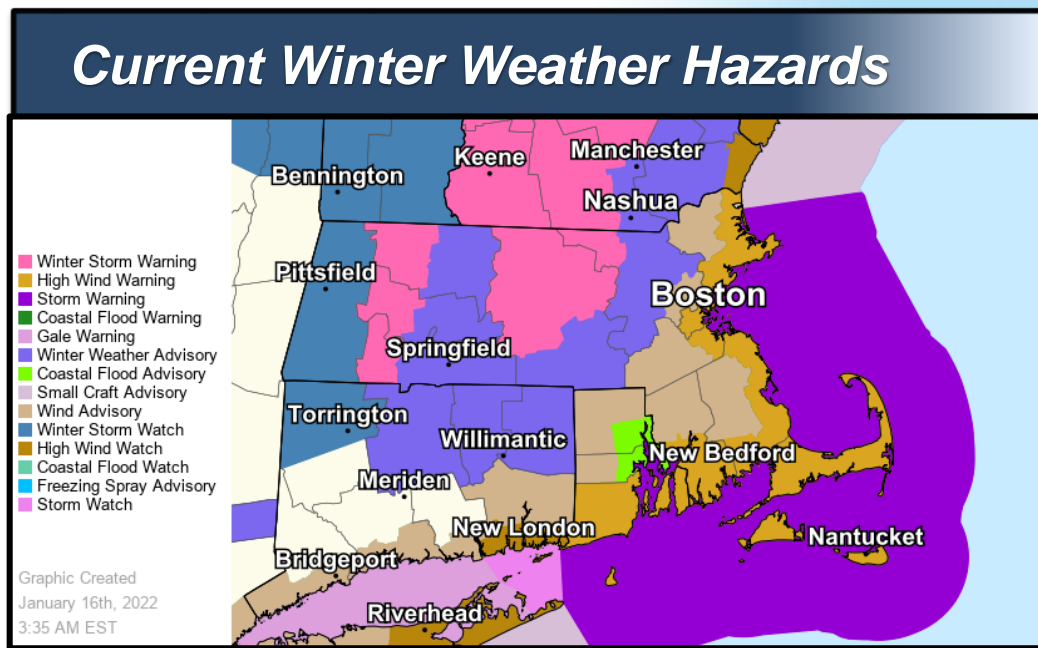 Current Winter Weather Hazards
Keene
Manchester
Bennington
Nashua
Pittsfield
Boston
Springfield
Torrington
Willimantic
New Bedford
Meriden
New London
Nantucket
Bridgeport
Riverhead
Winter Storm Warning
High Wind Warning
Storm Warning
Coastal Flood Warning
Gale Warning
Winter Weather Advisory
Coastal Flood Advisory
Small Craft Advisory
Wind Advisory
Winter Storm Watch
High Wind Watch
Coastal Flood Watch
Freezing Spray Advisory
Storm Watch
Graphic Created
January 16th, 2022
3:35 AM EST